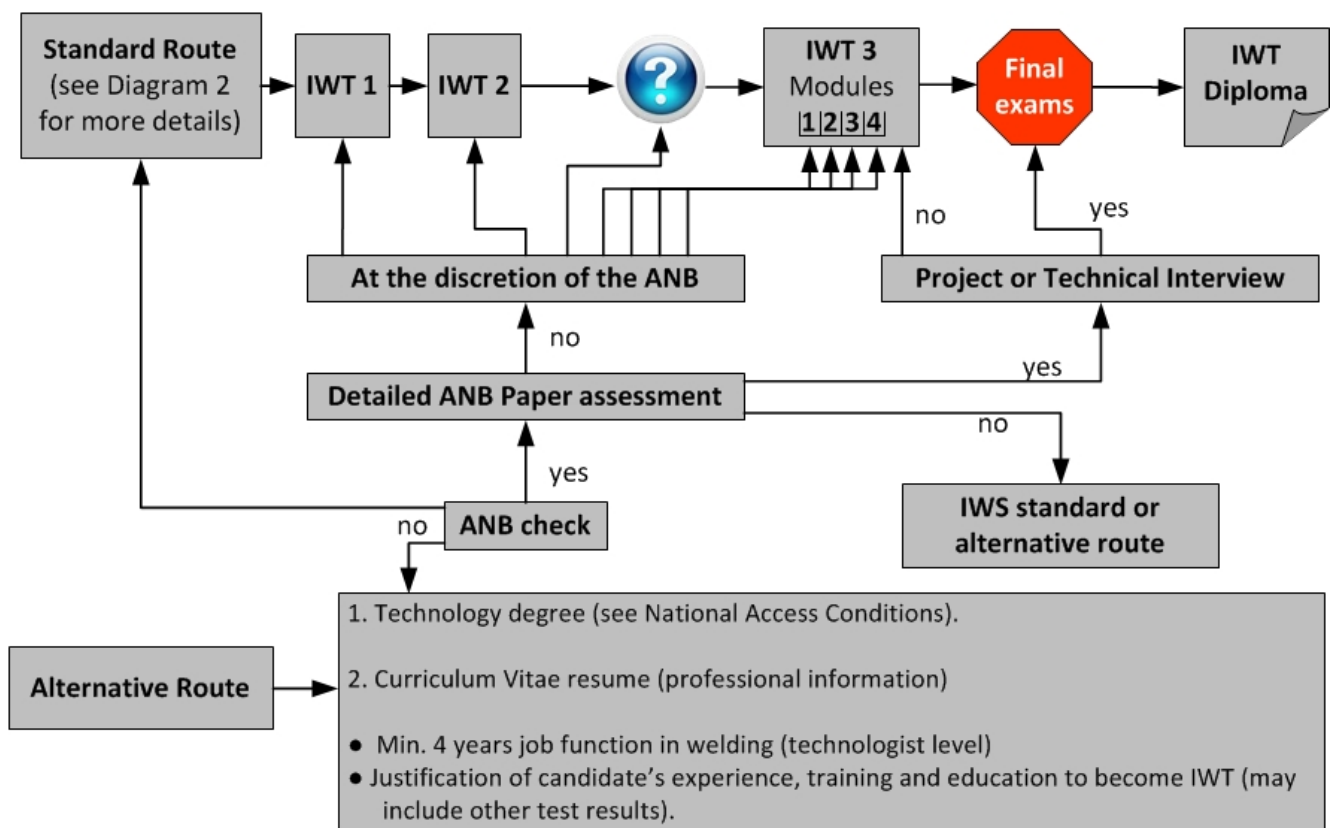 Standard Route
(see Diagram 2
for more details)
IWT 1
IWT 2
?
IWT 3
Modules
1 2 3 4
Final
exams
IWT
Diploma
no
yes
At the discretion of the ANB
Project or Technical Interview
no
yes
Detailed ANB Paper assessment
no
yes
no
ANB check
IWS standard or
alternative route
Alternative Route
1. Technology degree (see National Access Conditions).
2. Curriculum Vitae resume (professional information)
● Min. 4 years job function in welding (technologist level)
● Justification of candidate’s experience, training and education to become IWT (may
include other test results).